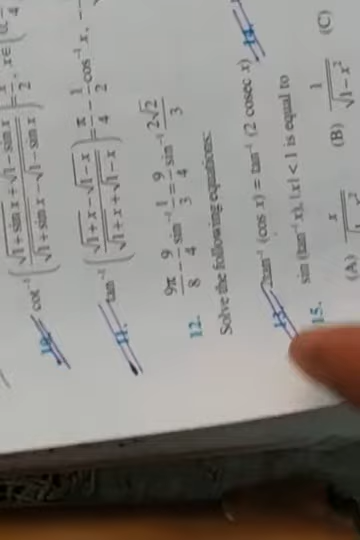 10. cot⁻¹ (√1+sin x + √1−sin x / √1+sin x − √1−sin x) = x/2, x ∈ (0,
11. tan⁻¹ (√1+x − √1−x / √1+x + √1−x) = π/4 − 1/2 cos⁻¹ x, −
12. 9π/8 − 9/4 sin⁻¹ 1/3 = 9/4 sin⁻¹ 2√2/3
Solve the following equations:
13. 2tan⁻¹ (cos x) = tan⁻¹ (2 cosec x) 14.
15. sin (tan⁻¹ x), |x| < 1 is equal to
(A) x/ (B) 1/√1−x² (C)